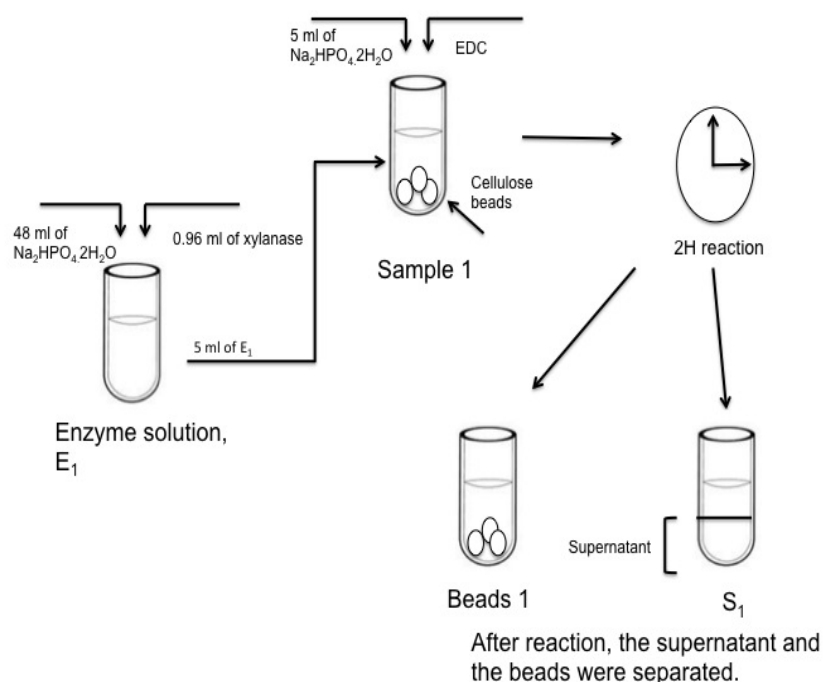 5 ml of
Na₂HPO₄.2H₂O
EDC
Cellulose
beads
Sample 1
2H reaction
48 ml of
Na₂HPO₄.2H₂O
0.96 ml of xylanase
5 ml of E₁
Enzyme solution,
E₁
Supernatant
Beads 1
S₁
After reaction, the supernatant and
the beads were separated.